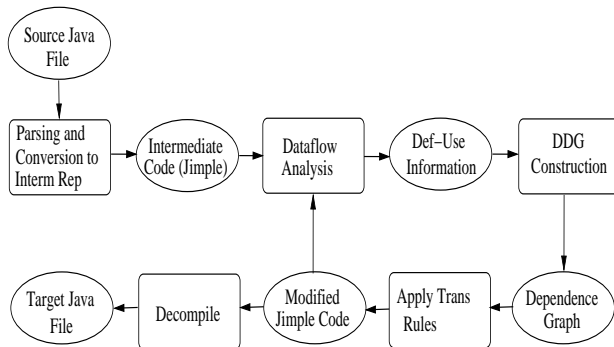 Source Java
File
Parsing and
Conversion to
Interm Rep
Intermediate
Code (Jimple)
Dataflow
Analysis
Def−Use
Information
DDG
Construction
Target Java
File
Decompile
Modified
Jimple Code
Apply Trans
Rules
Dependence
Graph